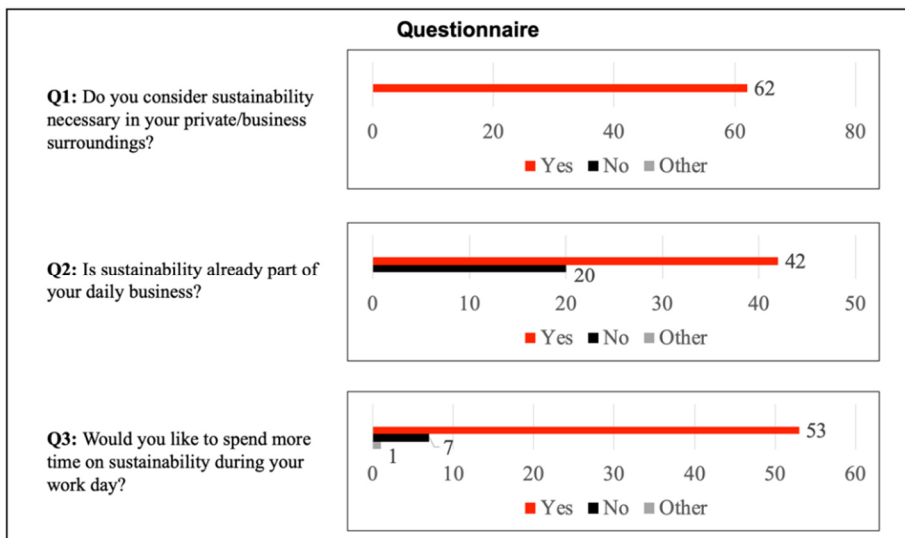 Questionnaire
Q1: Do you consider sustainability
necessary in your private/business
surroundings?
62
0 20 40 60 80
Yes No Other
Q2: Is sustainability already part of
your daily business?
42
20
0 10 20 30 40 50
Yes No Other
Q3: Would you like to spend more
time on sustainability during your
work day?
53
7
1
0 10 20 30 40 50 60
Yes No Other